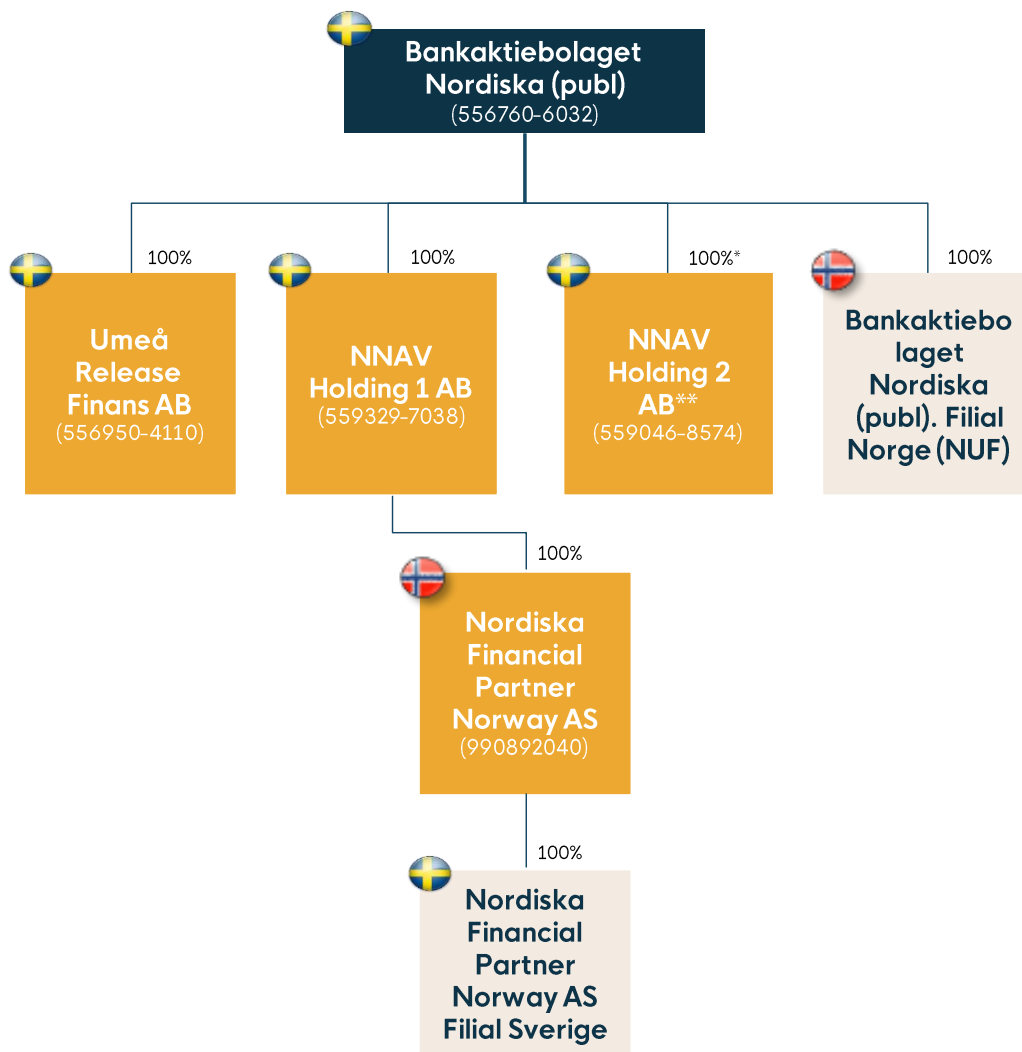 Bankaktiebolaget
Nordiska (publ)
(556760-6032)
100%
100%
100%*
100%
Umeå
Release
Finans AB
(556950-4110)
NNAV
Holding 1 AB
(559329-7038)
NNAV
Holding 2
AB**
(559046-8574)
Bankaktiebo
laget
Nordiska
(publ). Filial
Norge (NUF)
100%
Nordiska
Financial
Partner
Norway AS
(990892040)
100%
Nordiska
Financial
Partner
Norway AS
Filial Sverige